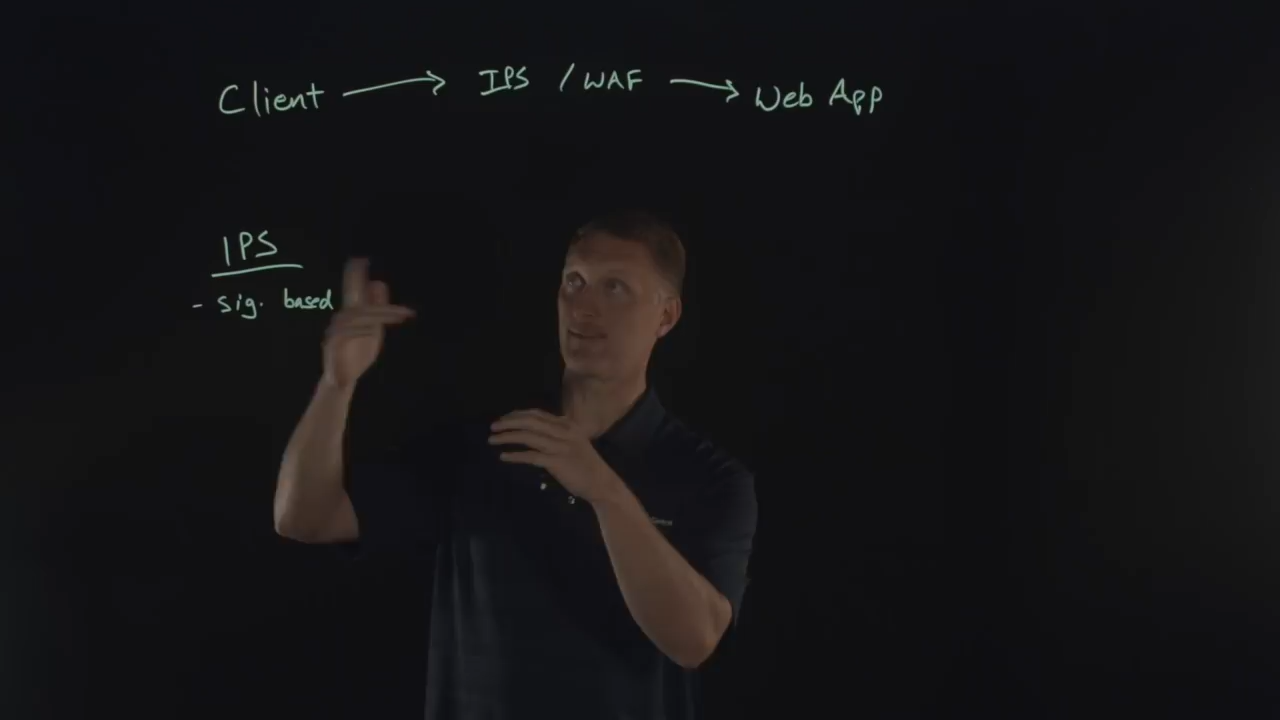 Client → IPS / WAF → Web App
IPS
- sig. based